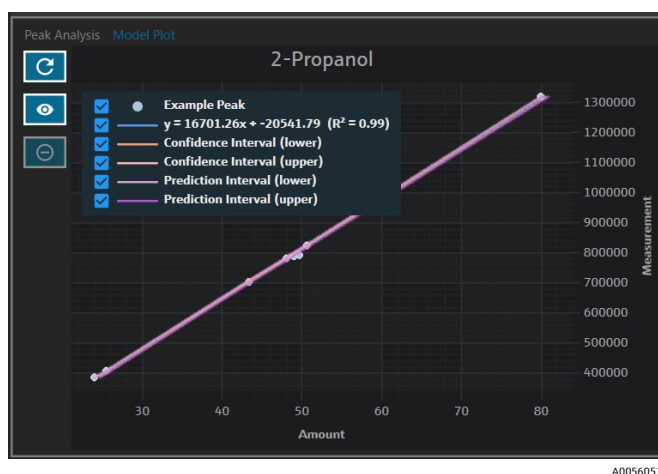 Peak Analysis Model Plot
2-Propanol
Example Peak
y = 16701.26x + -20541.79 (R² = 0.99)
Confidence Interval (lower)
Confidence Interval (upper)
Prediction Interval (lower)
Prediction Interval (upper)
1300000
1200000
1100000
1000000
900000
800000
700000
600000
500000
400000
Measurement
30 40 50 60 70 80
Amount